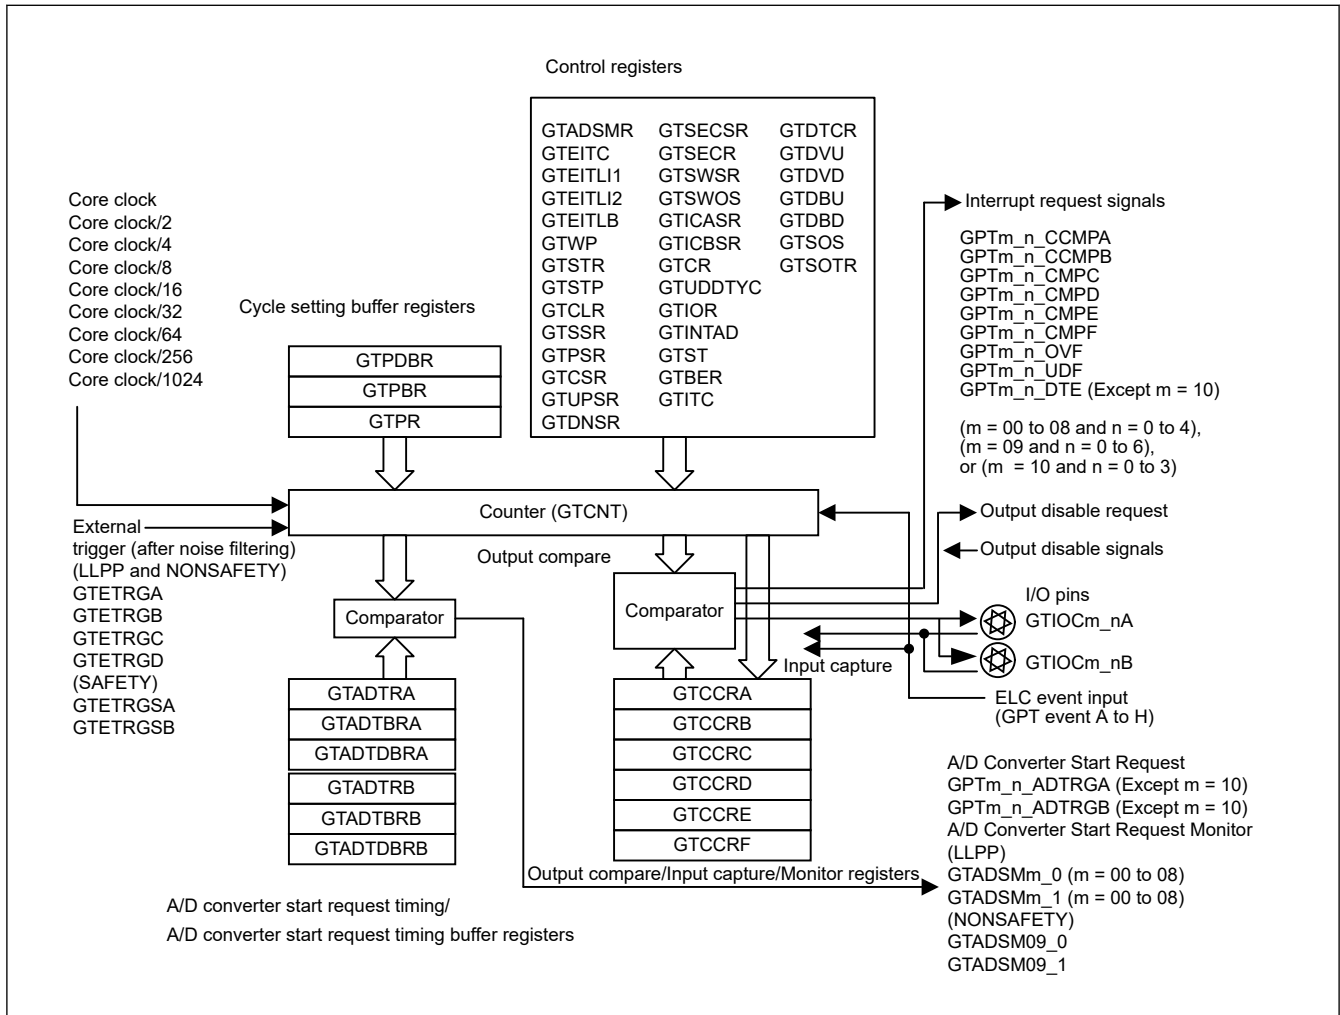 Control registers
GTADSMR
GTEITC
GTEITLI1
GTEITLI2
GTEITLB
GTWP
GTSTR
GTSTP
GTCLR
GTSSR
GTPSR
GTCSR
GTUPSR
GTDNSR
GTSECSR
GTSECR
GTSWSR
GTSWOS
GTICASR
GTICBSR
GTCR
GTUDDTYC
GTIOR
GTINTAD
GTST
GTBER
GTITC
GTDTCR
GTDVU
GTDVD
GTDBU
GTDBD
GTSOS
GTSOTR
Core clock
Core clock/2
Core clock/4
Core clock/8
Core clock/16
Core clock/32
Core clock/64
Core clock/256
Core clock/1024
Cycle setting buffer registers
GTPDBR
GTPBR
GTPR
Interrupt request signals
GPTm_n_CCMPA
GPTm_n_CCMPB
GPTm_n_CMPC
GPTm_n_CMPD
GPTm_n_CMPE
GPTm_n_CMPF
GPTm_n_OVF
GPTm_n_UDF
GPTm_n_DTE (Except m = 10)
(m = 00 to 08 and n = 0 to 4),
(m = 09 and n = 0 to 6),
or (m = 10 and n = 0 to 3)
Counter (GTCNT)
External
trigger (after noise filtering)
(LLPP and NONSAFETY)
GTETRGA
GTETRGB
GTETRGC
GTETRGD
(SAFETY)
GTETRGSA
GTETRGSB
Output compare
Output disable request
Output disable signals
Comparator
Comparator
I/O pins
GTIOCm_nA
GTIOCm_nB
Input capture
ELC event input
(GPT event A to H)
GTADTRA
GTADTBRA
GTADTDBRA
GTADTRB
GTADTBRB
GTADTDBRB
GTCCRA
GTCCRB
GTCCRC
GTCCRD
GTCCRE
GTCCRF
A/D Converter Start Request
GPTm_n_ADTRGA (Except m = 10)
GPTm_n_ADTRGB (Except m = 10)
A/D Converter Start Request Monitor
(LLPP)
GTADSMm_0 (m = 00 to 08)
GTADSMm_1 (m = 00 to 08)
(NONSAFETY)
GTADSM09_0
GTADSM09_1
Output compare/Input capture/Monitor registers
A/D converter start request timing/
A/D converter start request timing buffer registers